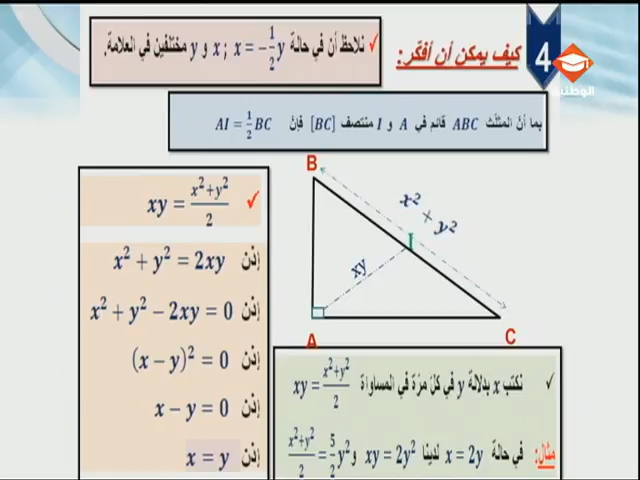 4 كيف يمكن أن أفكّر :
✓ نلاحظ أن في حالة x = −1/2 y ; x و y مختلفين في العلامة.
الوطنية
بما أنّ المثلّث ABC قائم في A و I منتصف [BC] فإنّ AI = 1/2 BC
B
x² + y²
I
xy
A
C
✓ xy = (x²+y²)/2
إذن x² + y² = 2xy
إذن x² + y² − 2xy = 0
إذن (x − y)² = 0
إذن x − y = 0
إذن x = y
✓ نكتب x بدلالة y في كلّ مرّة في المساواة xy = (x²+y²)/2
مثال: في حالة x = 2y لدينا xy = 2y² و (x²+y²)/2 = 5/2 y²